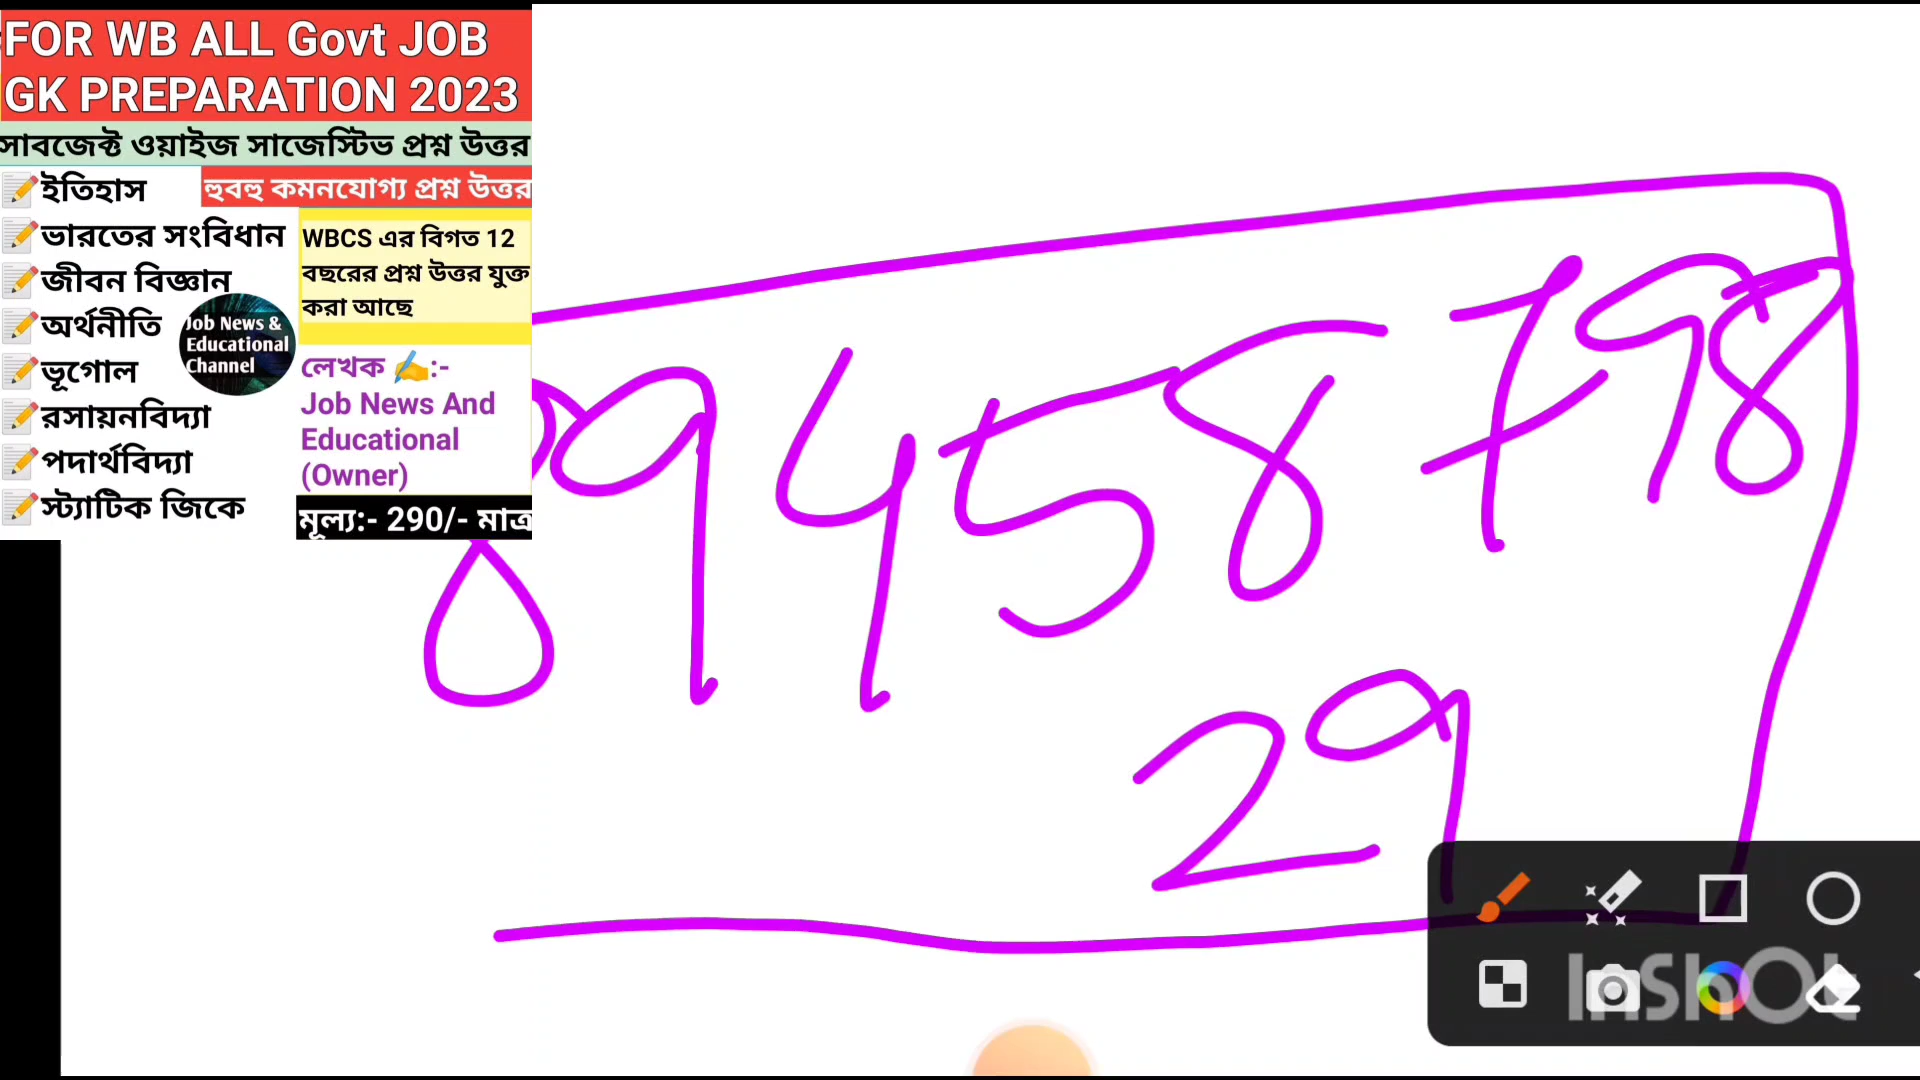 FOR WB ALL Govt JOB
GK PREPARATION 2023
সাবজেক্ট ওয়াইজ সাজেস্টিভ প্রশ্ন উত্তর
ইতিহাস
হুবহু কমনযোগ্য প্রশ্ন উত্তর
ভারতের সংবিধান
জীবন বিজ্ঞান
অর্থনীতি
ভূগোল
রসায়নবিদ্যা
পদার্থবিদ্যা
স্ট্যাটিক জিকে
WBCS এর বিগত 12
বছরের প্রশ্ন উত্তর যুক্ত
করা আছে
Job News &
Educational
Channel
লেখক ✍️:-
Job News And
Educational
(Owner)
মূল্য:- 290/- মাত্র
89458798
29
InShOt